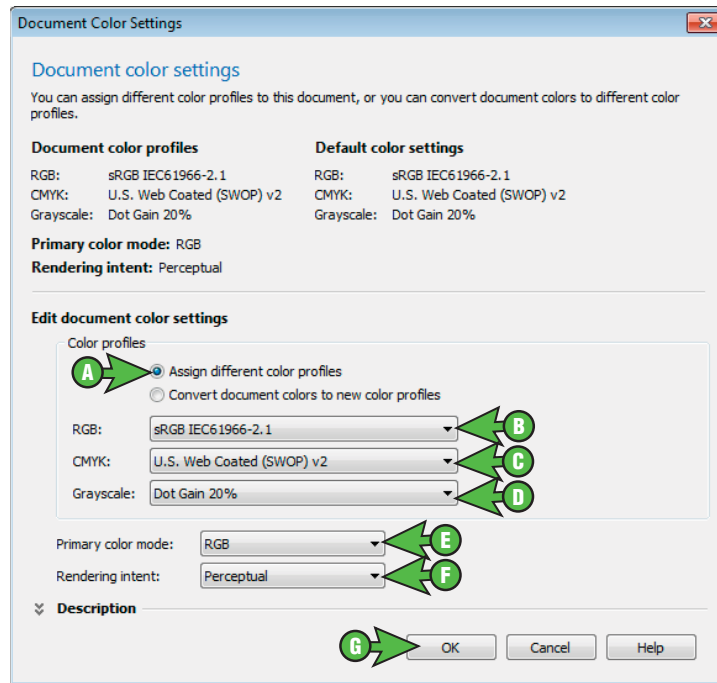 Document Color Settings
Document color settings
You can assign different color profiles to this document, or you can convert document colors to different color
profiles.
Document color profiles
RGB: sRGB IEC61966-2.1
CMYK: U.S. Web Coated (SWOP) v2
Grayscale: Dot Gain 20%
Default color settings
RGB: sRGB IEC61966-2.1
CMYK: U.S. Web Coated (SWOP) v2
Grayscale: Dot Gain 20%
Primary color mode: RGB
Rendering intent: Perceptual
Edit document color settings
Color profiles
A Assign different color profiles
Convert document colors to new color profiles
RGB: sRGB IEC61966-2.1 B
CMYK: U.S. Web Coated (SWOP) v2 C
Grayscale: Dot Gain 20% D
Primary color mode: RGB E
Rendering intent: Perceptual F
Description
G OK Cancel Help